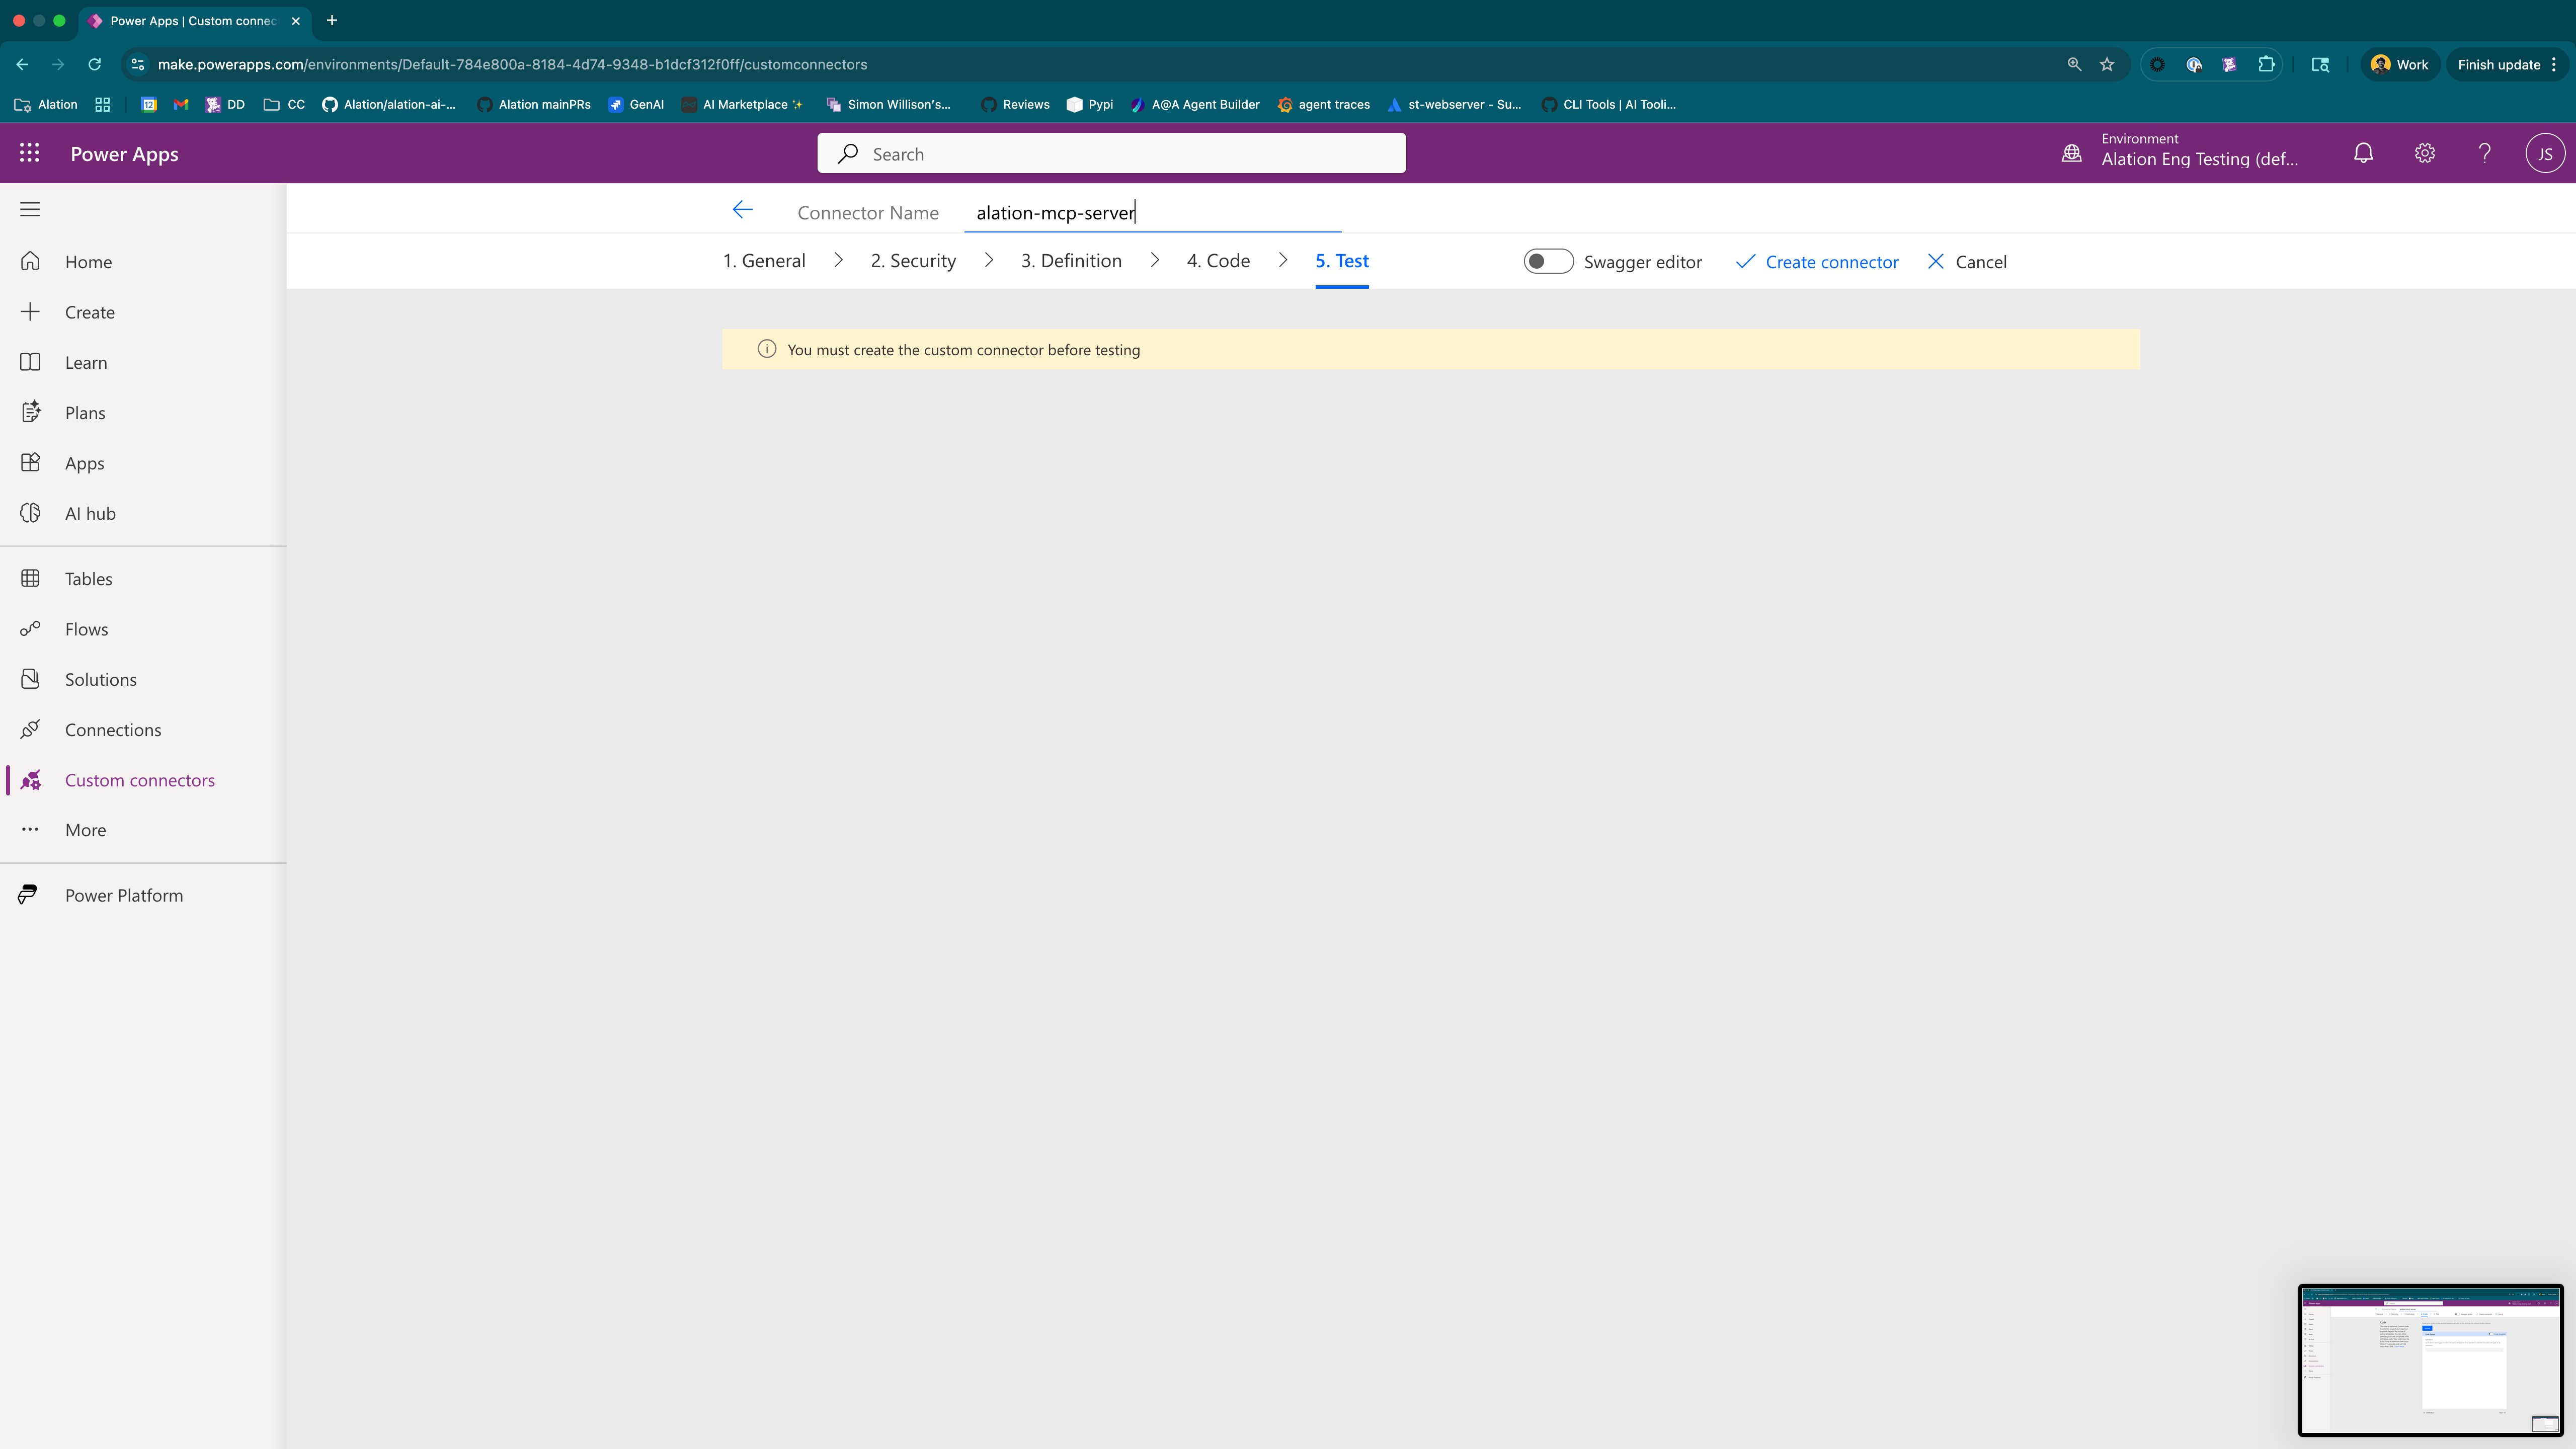 Power Apps | Custom connec
make.powerapps.com/environments/Default-784e800a-8184-4d74-9348-b1dcf312f0ff/customconnectors
Work
Finish update
Alation
12
DD
CC
Alation/alation-ai-...
Alation mainPRs
GenAI
AI Marketplace ✨
Simon Willison's...
Reviews
Pypi
A@A Agent Builder
agent traces
st-webserver - Su...
CLI Tools | AI Tooli...
Power Apps
Search
Environment
Alation Eng Testing (def...
JS
Connector Name
alation-mcp-server
1. General
2. Security
3. Definition
4. Code
5. Test
Swagger editor
Create connector
Cancel
You must create the custom connector before testing
Home
Create
Learn
Plans
Apps
AI hub
Tables
Flows
Solutions
Connections
Custom connectors
More
Power Platform